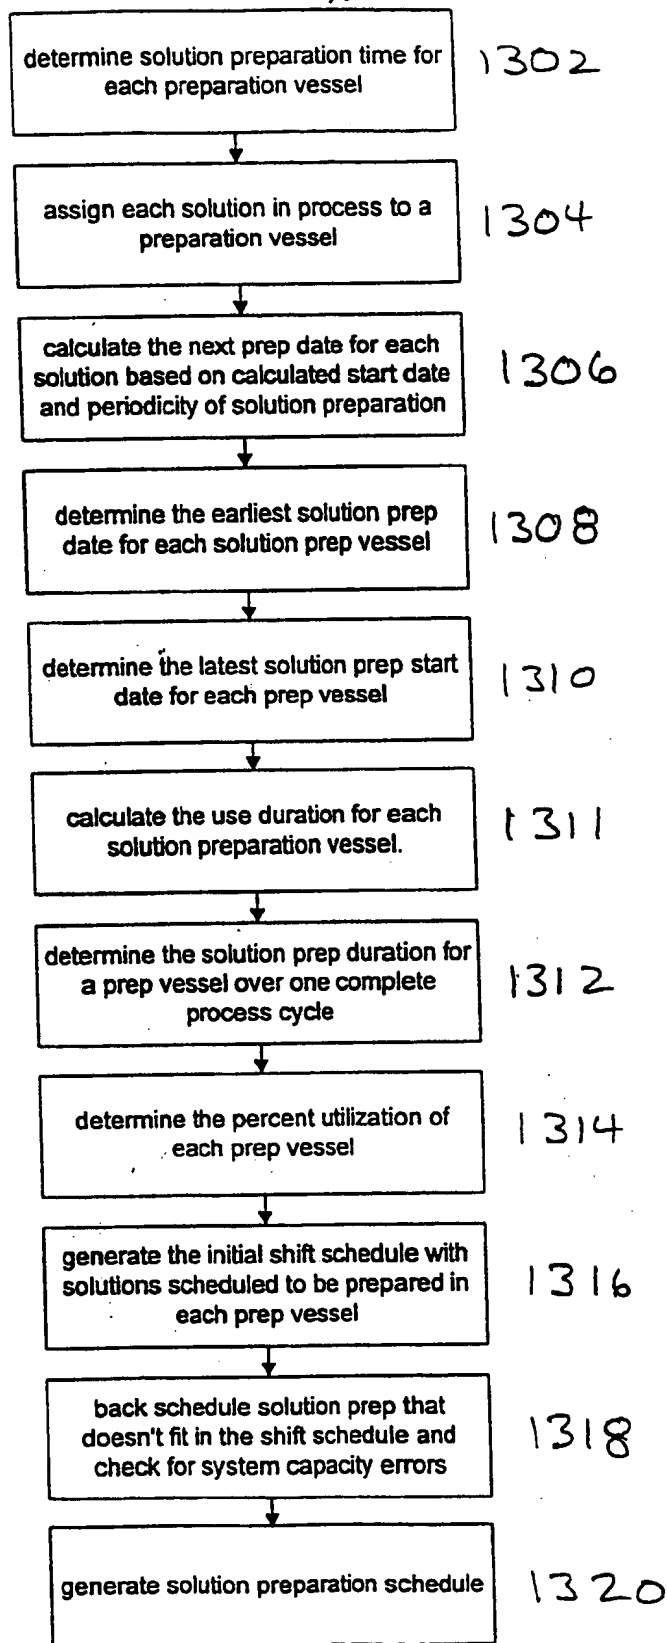 determine solution preparation time for
each preparation vessel
1302
assign each solution in process to a
preparation vessel
1304
calculate the next prep date for each
solution based on calculated start date
and periodicity of solution preparation
1306
determine the earliest solution prep
date for each solution prep vessel
1308
determine the latest solution prep start
date for each prep vessel
1310
calculate the use duration for each
solution preparation vessel.
1311
determine the solution prep duration for
a prep vessel over one complete
process cycle
1312
determine the percent utilization of
each prep vessel
1314
generate the initial shift schedule with
solutions scheduled to be prepared in
each prep vessel
1316
back schedule solution prep that
doesn't fit in the shift schedule and
check for system capacity errors
1318
generate solution preparation schedule
1320